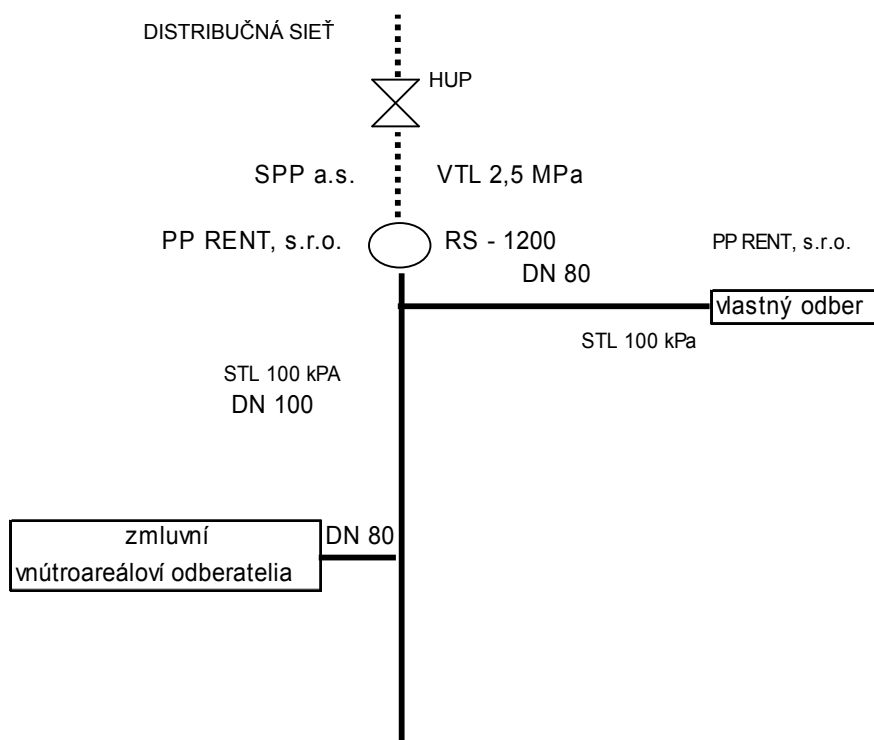 DISTRIBUČNÁ SIEŤ
HUP
SPP a.s.
VTL 2,5 MPa
PP RENT, s.r.o.
RS - 1200
PP RENT, s.r.o.
DN 80
vlastný odber
STL 100 kPa
STL 100 kPA
DN 100
zmluvní
DN 80
vnútroareáloví odberatelia